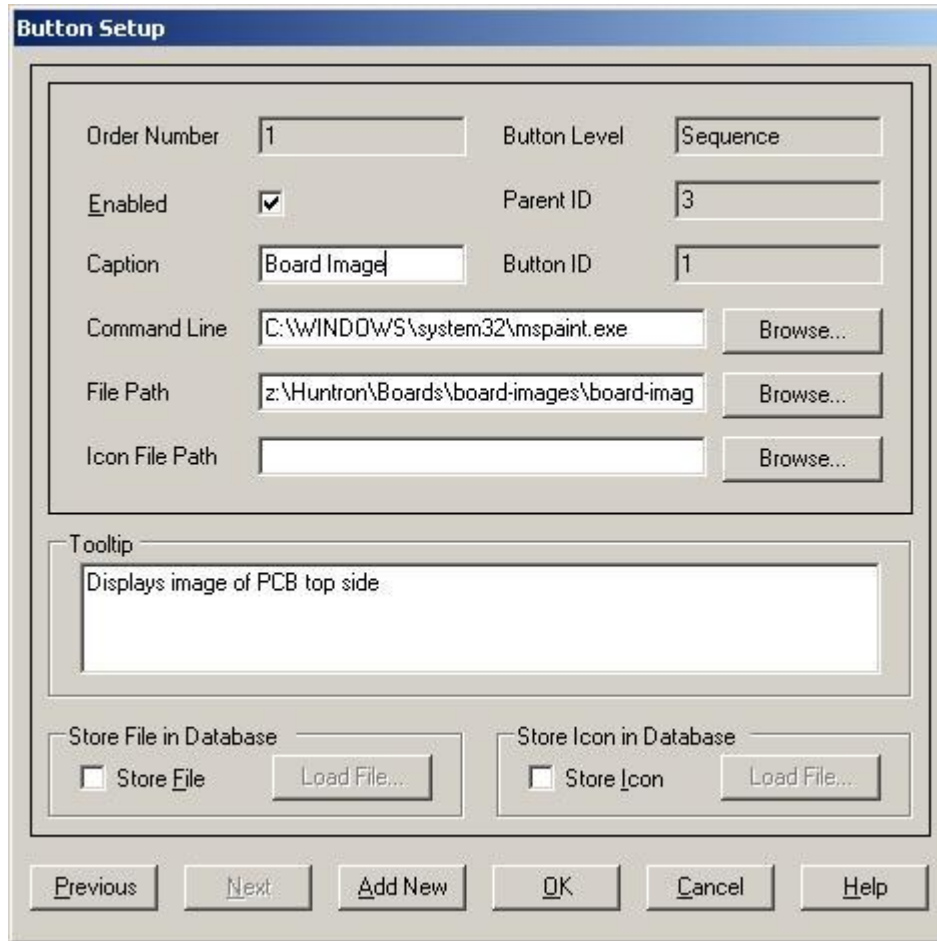 Button Setup
Order Number 1 Button Level Sequence
Enabled Parent ID 3
Caption Board Image Button ID 1
Command Line C:\WINDOWS\system32\mspaint.exe Browse...
File Path z:\Huntron\Boards\board-images\board-imag Browse...
Icon File Path Browse...
Tooltip
Displays image of PCB top side
Store File in Database Store Icon in Database
Store File Load File... Store Icon Load File...
Previous Next Add New OK Cancel Help